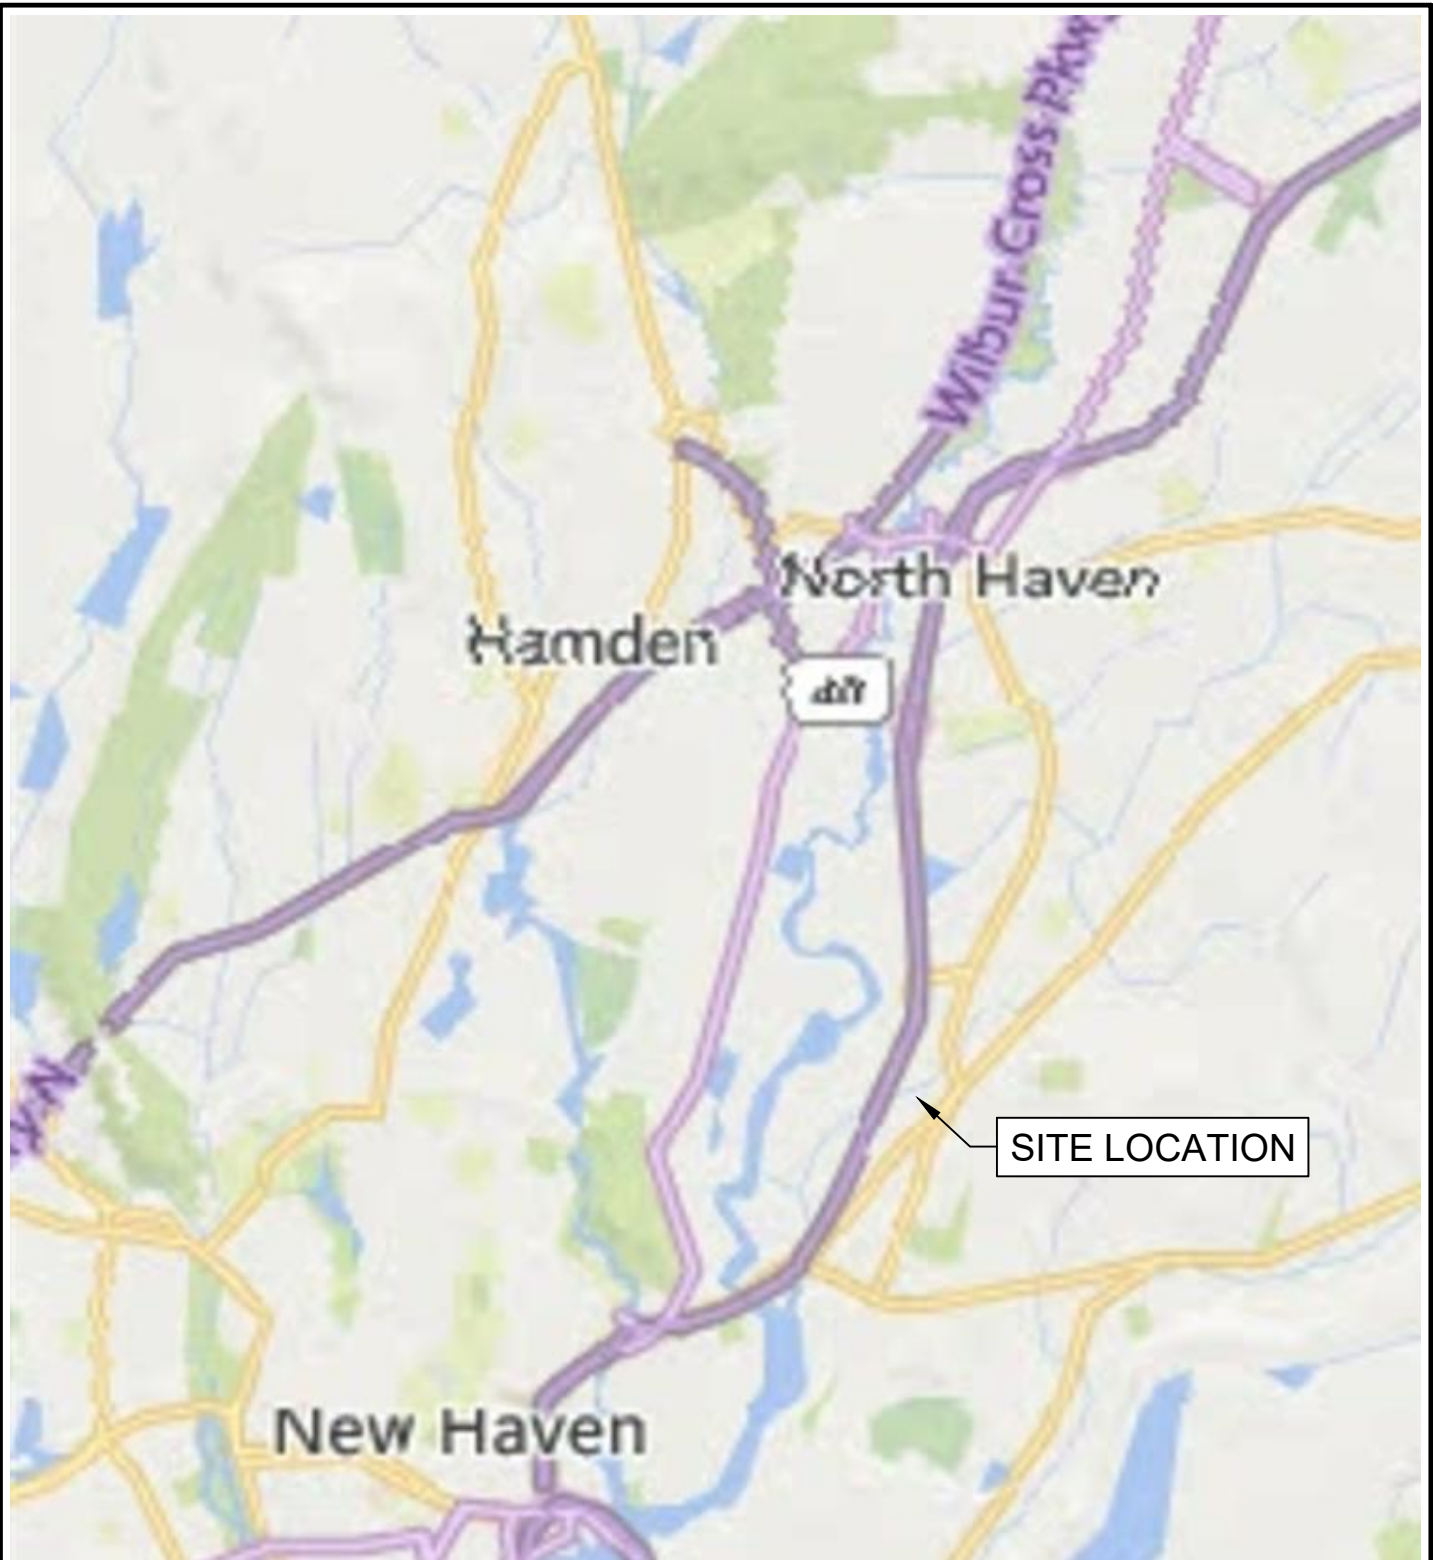 Wilbur Cross Pkwy
North Haven
Hamden
SITE LOCATION
New Haven